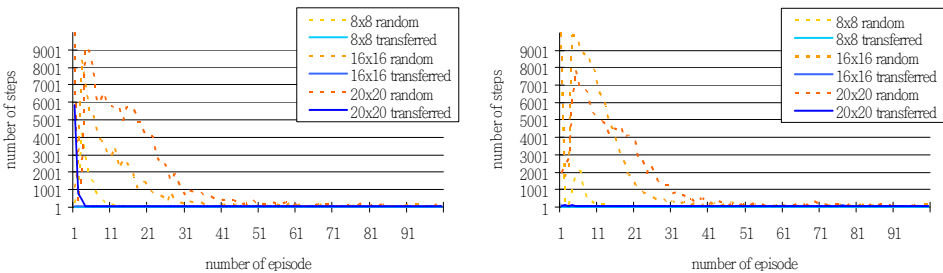 8x8 random
8x8 transferred
16x16 random
16x16 transferred
20x20 random
20x20 transferred
number of steps
9001
8001
7001
6001
5001
4001
3001
2001
1001
1
1 11 21 31 41 51 61 71 81 91
number of episode
8x8 random
8x8 transferred
16x16 random
16x16 transferred
20x20 random
20x20 transferred
number of steps
9001
8001
7001
6001
5001
4001
3001
2001
1001
1
1 11 21 31 41 51 61 71 81 91
number of episode